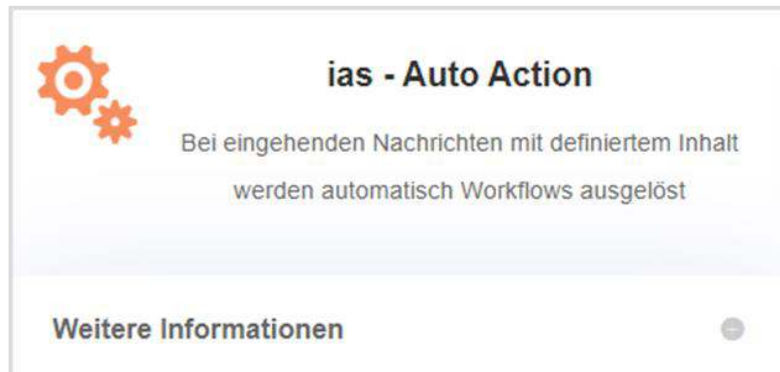 ias - Auto Action
Bei eingehenden Nachrichten mit definiertem Inhalt
werden automatisch Workflows ausgelöst
Weitere Informationen